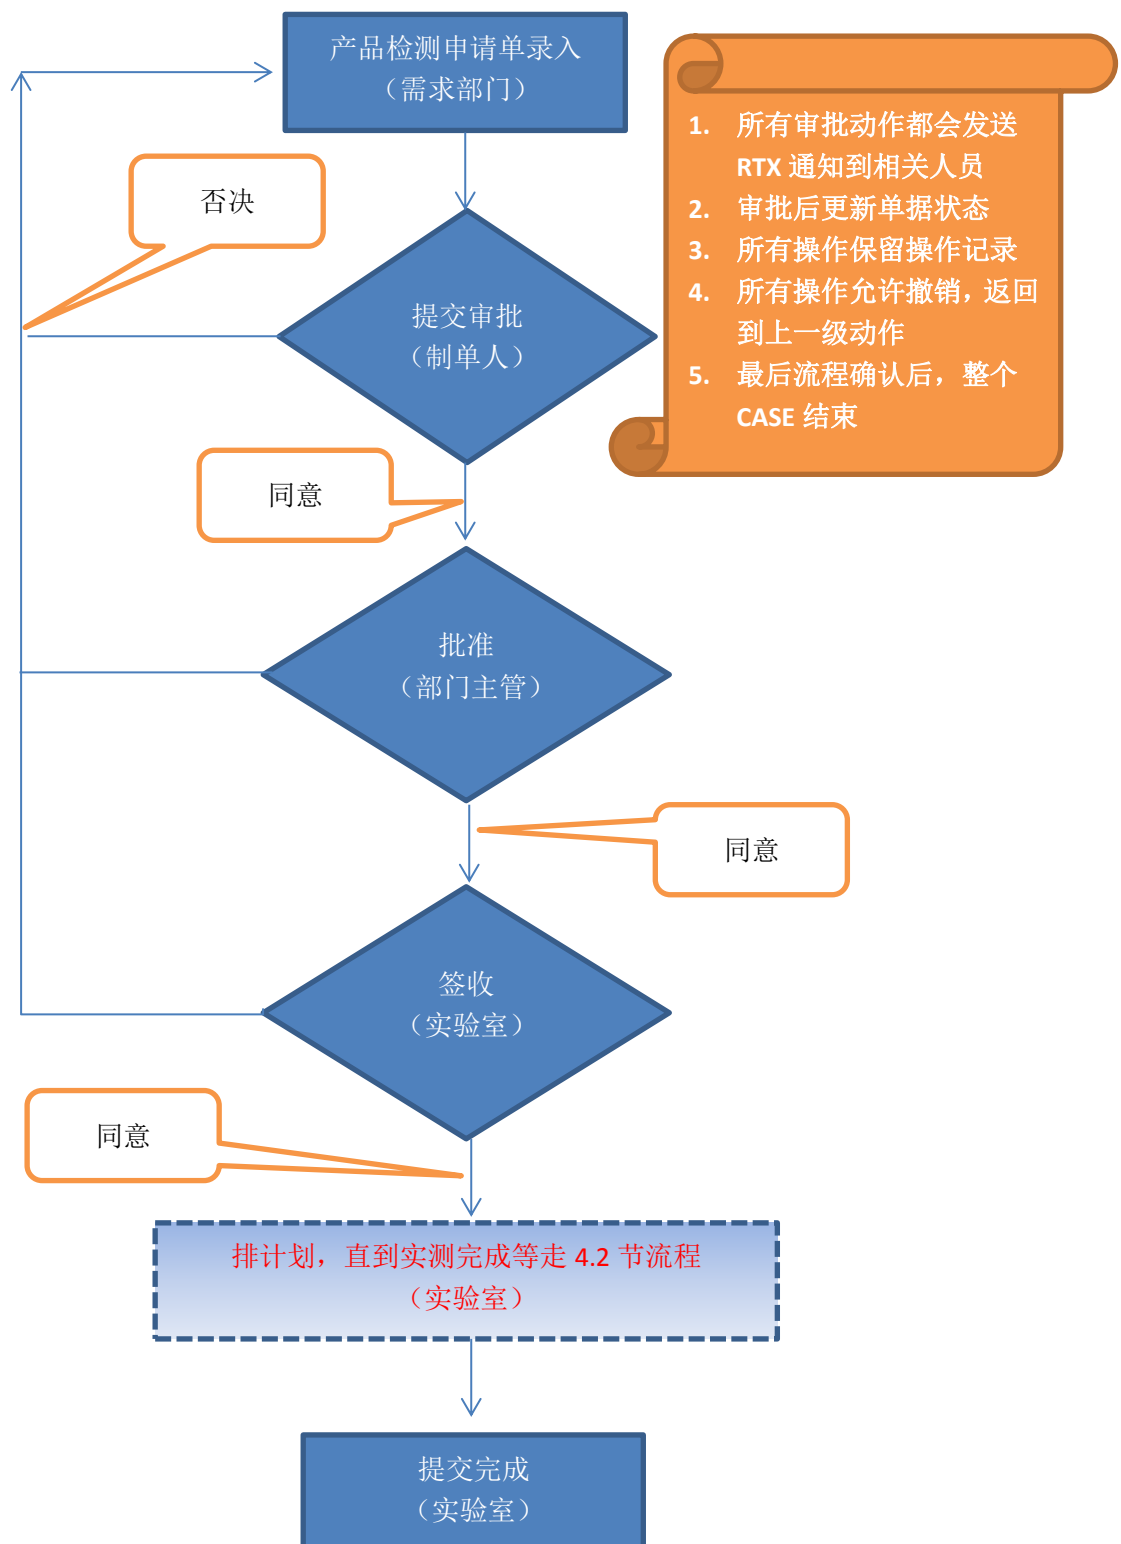 产品检测申请单录入
（需求部门）
1. 所有审批动作都会发送
RTX 通知到相关人员
2. 审批后更新单据状态
3. 所有操作保留操作记录
4. 所有操作允许撤销，返回
到上一级动作
5. 最后流程确认后，整个
CASE 结束
否决
提交审批
（制单人）
同意
批准
（部门主管）
同意
签收
（实验室）
同意
排计划，直到实测完成等走 4.2 节流程
（实验室）
提交完成
（实验室）